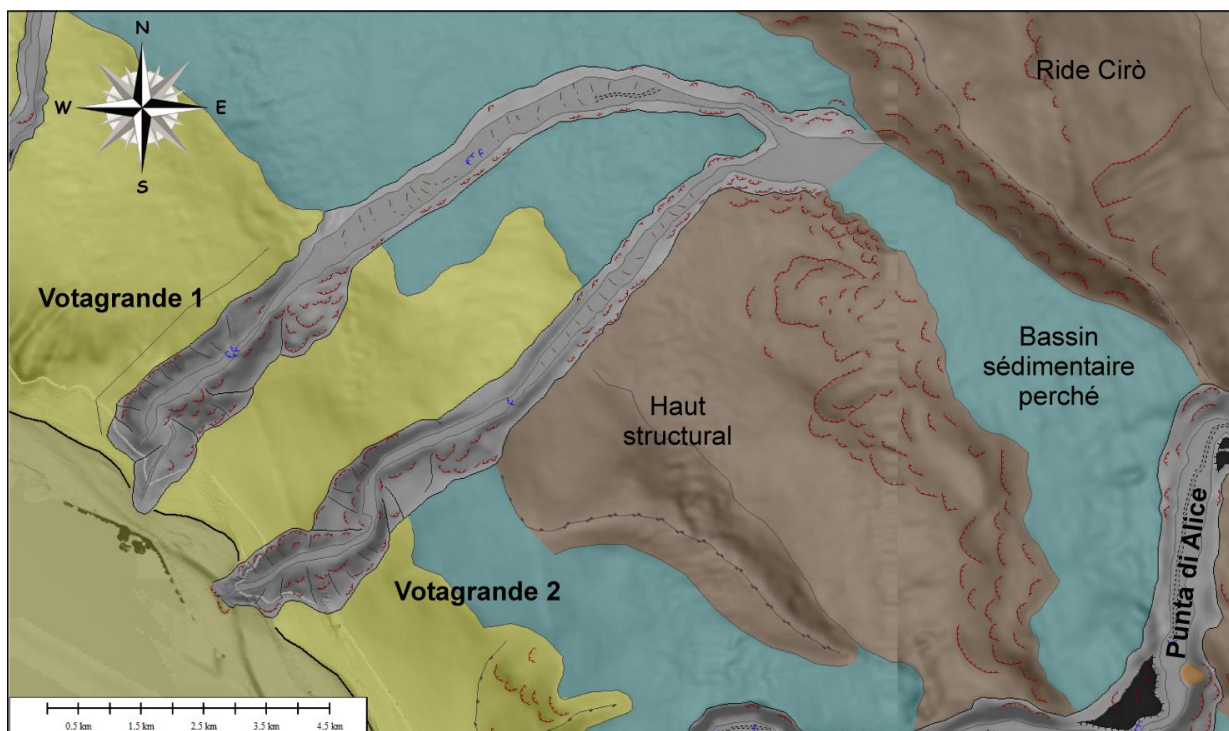 N
W
E
S
Ride Cirò
Votagrande 1
Bassin
sédimentaire
perché
Haut
structural
Punta di Alice
Votagrande 2
0.5 km 1.5 km 2.5 km 3.5 km 4.5 km